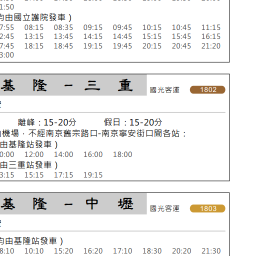 1:50
均由國立護院發車)
7:55 08:15 08:35 09:15 09:45 10:15 10:45 11:15
2:45 13:15 13:45 14:15 14:45 15:15 15:45 16:15
7:45 18:15 18:45 19:15 19:45 20:15 20:45 21:20
3:00
基隆－三重 國光客運 1802
離峰：15-20分 假日：15-20分
機場，不經南京舊宗路口-南京寧安街口間各站：
由基隆站發車)
0:00 12:00 14:00 16:00 18:00
由三重站發車)
3:15 15:15 17:15 19:15
基隆－中壢 國光客運 1803
均由基隆站發車)
8:10 10:10 15:20 16:20 17:10 18:30 20:20 21:30